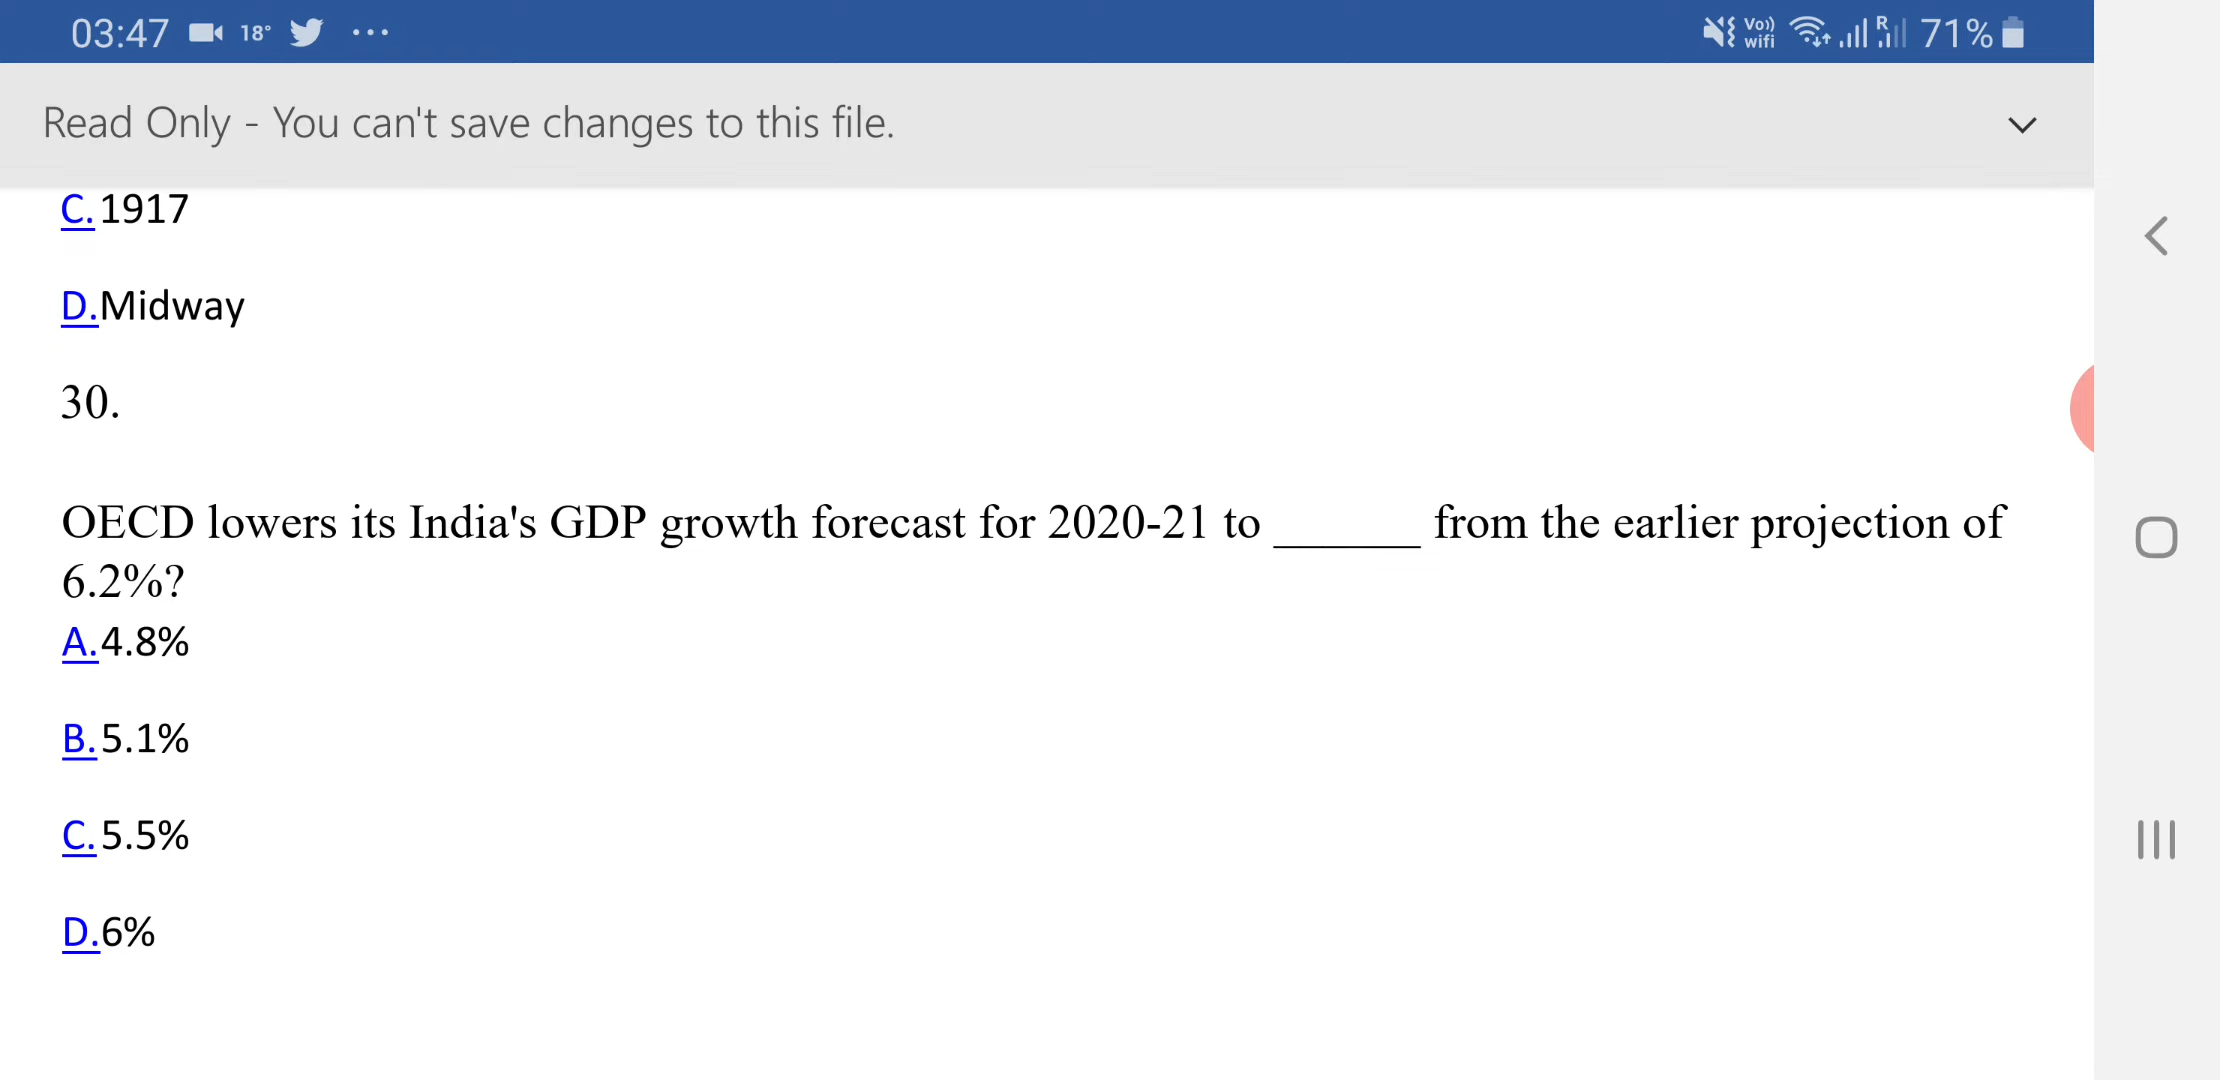 03:47 18° ... Vo)) wifi R 71%
Read Only - You can't save changes to this file.
C.1917
D.Midway
30.
OECD lowers its India's GDP growth forecast for 2020-21 to ______ from the earlier projection of
6.2%?
A.4.8%
B.5.1%
C.5.5%
D.6%